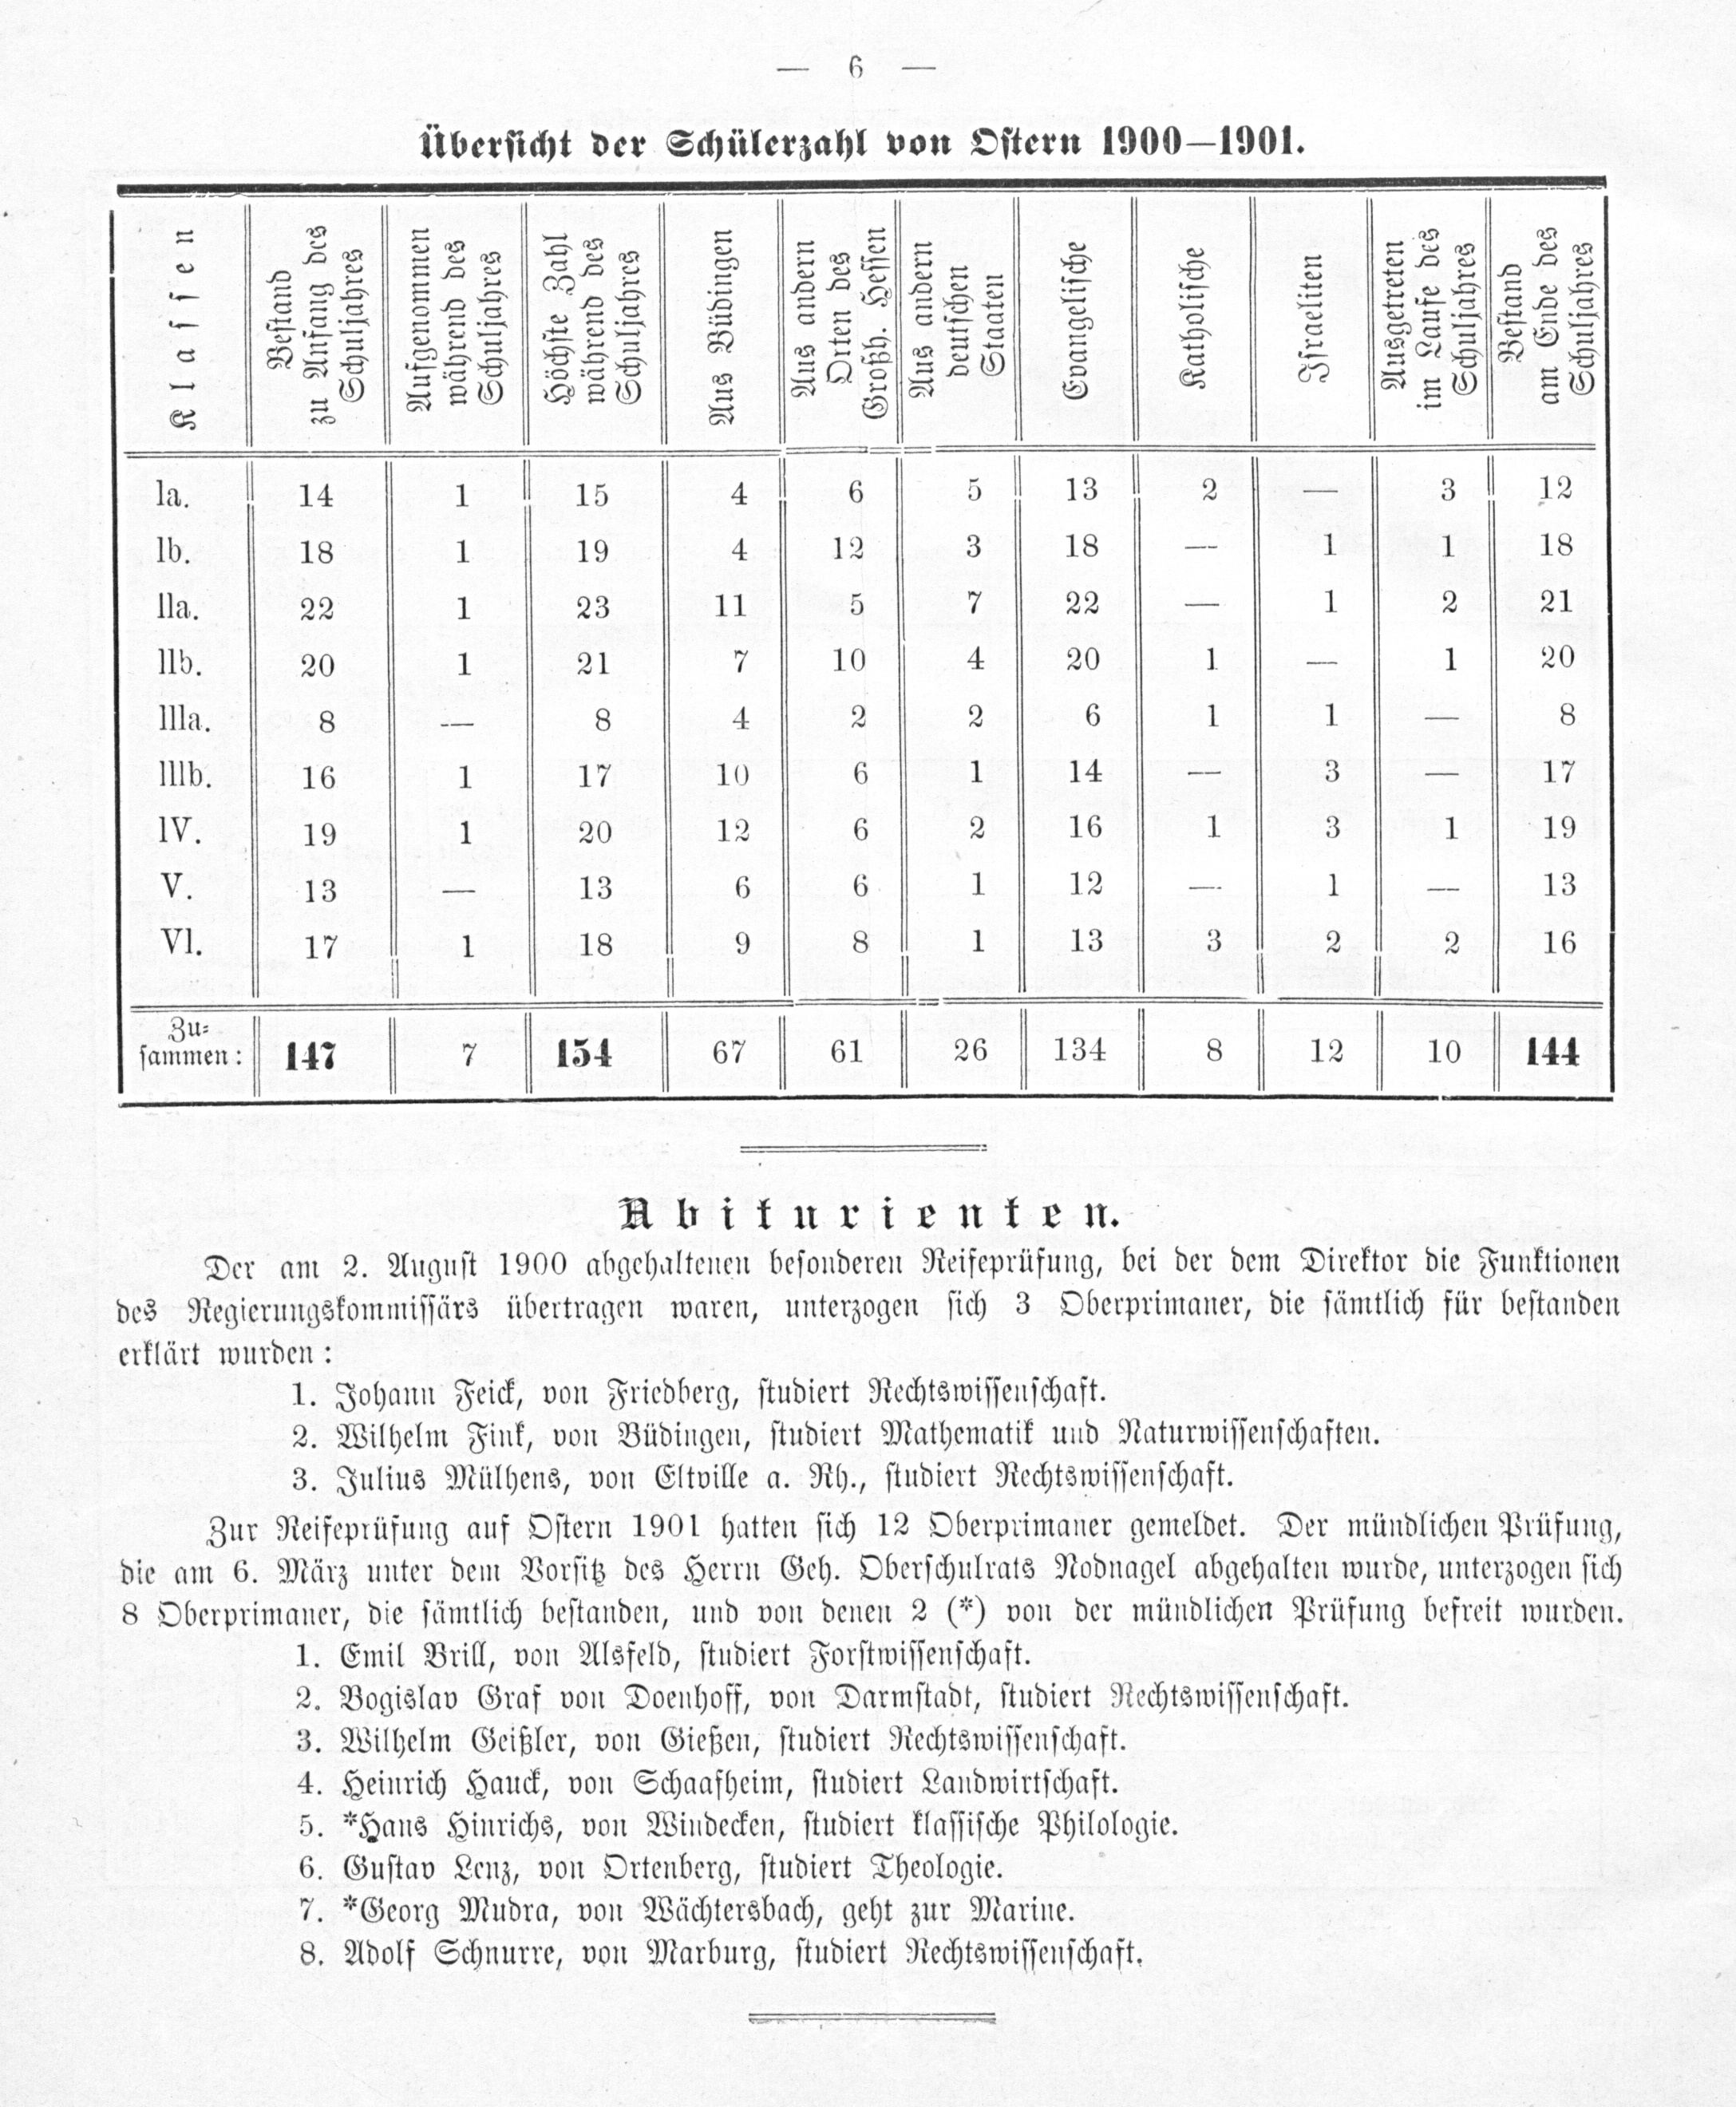 — 6 —
Übersicht der Schülerzahl von Ostern 1900—1901.
Klassen | Bestand zu Anfang des Schuljahres | Aufgenommen während des Schuljahres | Höchste Zahl während des Schuljahres | Aus Büdingen | Aus andern Orten des Großh. Hessen | Aus andern deutschen Staaten | Evangelische | Katholische | Israeliten | Ausgetreten im Laufe des Schuljahres | Bestand am Ende des Schuljahres
Ia. 14 1 15 4 6 5 13 2 — 3 12
Ib. 18 1 19 4 12 3 18 — 1 1 18
IIa. 22 1 23 11 5 7 22 — 1 2 21
IIb. 20 1 21 7 10 4 20 1 — 1 20
IIIa. 8 — 8 4 2 2 6 1 1 — 8
IIIb. 16 1 17 10 6 1 14 — 3 — 17
IV. 19 1 20 12 6 2 16 1 3 1 19
V. 13 — 13 6 6 1 12 — 1 — 13
VI. 17 1 18 9 8 1 13 3 2 2 16
Zu-
sammen: 147 7 154 67 61 26 134 8 12 10 144
Abiturienten.
Der am 2. August 1900 abgehaltenen besonderen Reifeprüfung, bei der dem Direktor die Funktionen
des Regierungskommissärs übertragen waren, unterzogen sich 3 Oberprimaner, die sämtlich für bestanden
erklärt wurden:
1. Johann Feick, von Friedberg, studiert Rechtswissenschaft.
2. Wilhelm Fink, von Büdingen, studiert Mathematik und Naturwissenschaften.
3. Julius Mülhens, von Eltville a. Rh., studiert Rechtswissenschaft.
Zur Reifeprüfung auf Ostern 1901 hatten sich 12 Oberprimaner gemeldet. Der mündlichen Prüfung,
die am 6. März unter dem Vorsitz des Herrn Geh. Oberschulrats Nodnagel abgehalten wurde, unterzogen sich
8 Oberprimaner, die sämtlich bestanden, und von denen 2 (*) von der mündlichen Prüfung befreit wurden.
1. Emil Brill, von Alsfeld, studiert Forstwissenschaft.
2. Bogislav Graf von Doenhoff, von Darmstadt, studiert Rechtswissenschaft.
3. Wilhelm Geißler, von Gießen, studiert Rechtswissenschaft.
4. Heinrich Hauck, von Schaafheim, studiert Landwirtschaft.
5. *Hans Hinrichs, von Windecken, studiert klassische Philologie.
6. Gustav Lenz, von Ortenberg, studiert Theologie.
7. *Georg Mudra, von Wächtersbach, geht zur Marine.
8. Adolf Schnurre, von Marburg, studiert Rechtswissenschaft.